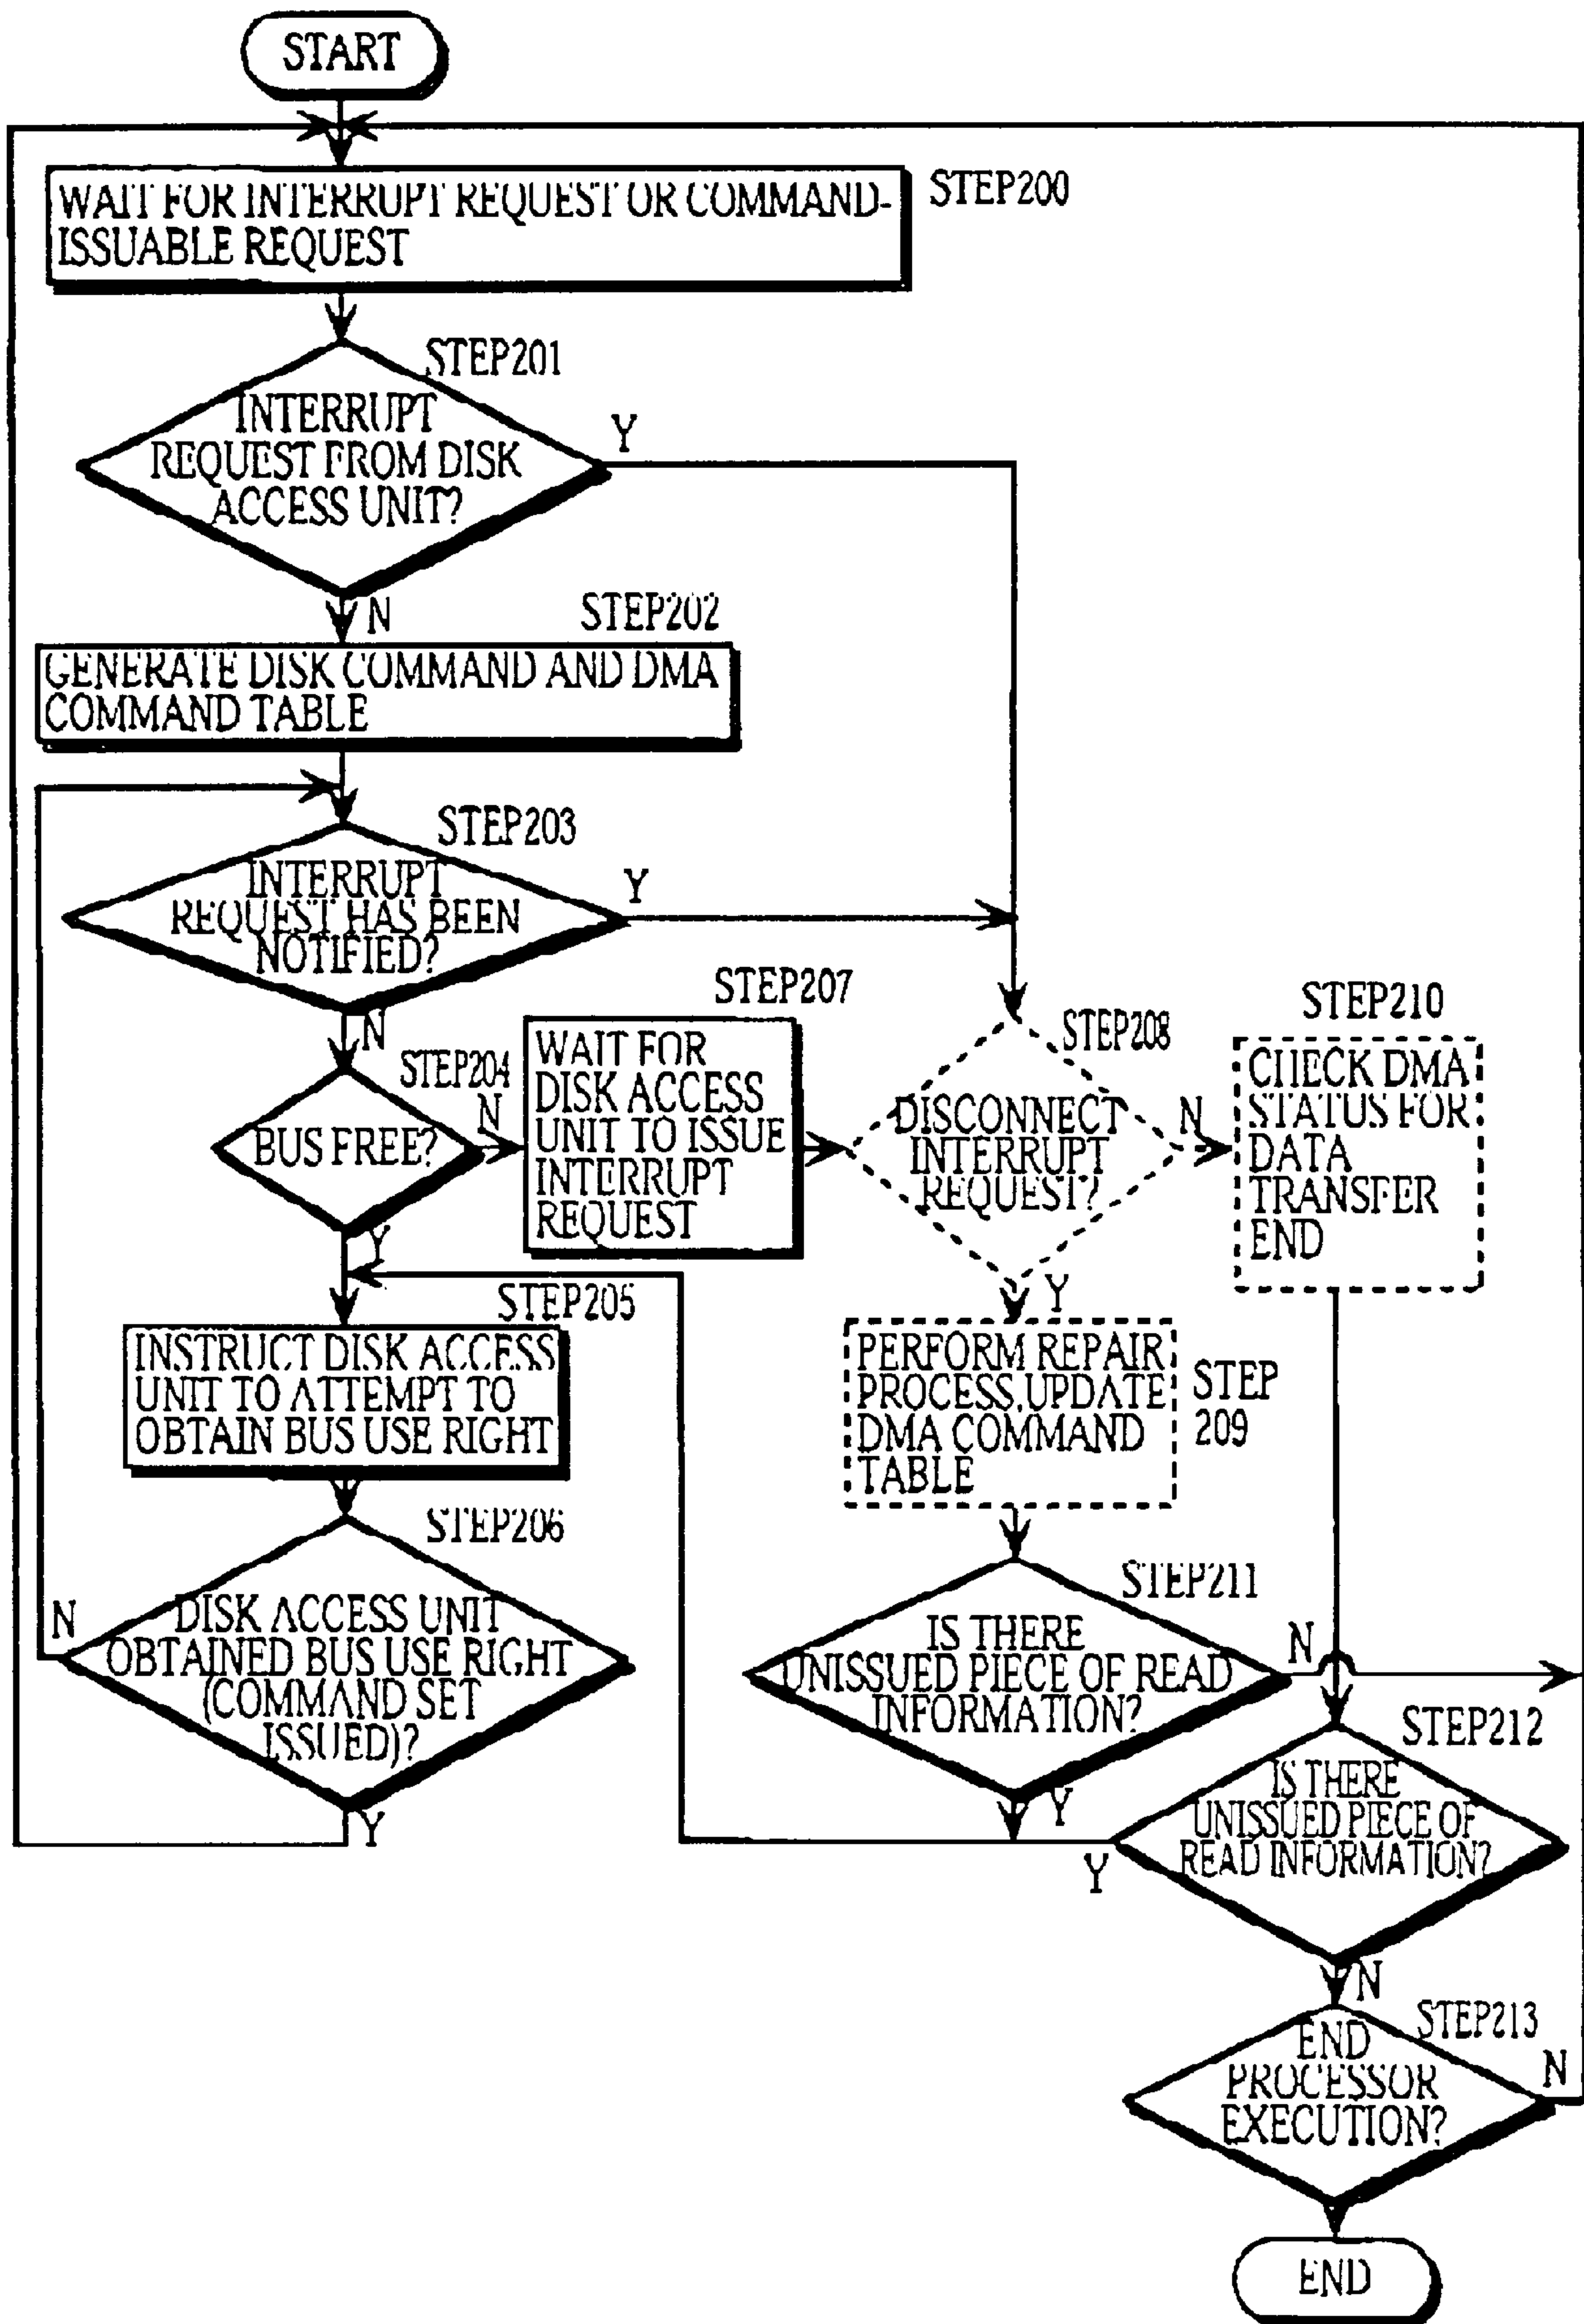 START
WAIT FOR INTERRUPT REQUEST OR COMMAND-
ISSUABLE REQUEST
STEP200
STEP201
INTERRUPT
REQUEST FROM DISK
ACCESS UNIT?
Y
N
STEP202
GENERATE DISK COMMAND AND DMA
COMMAND TABLE
STEP203
INTERRUPT
REQUEST HAS BEEN
NOTIFIED?
Y
N
STEP204
BUS FREE?
N
Y
STEP207
WAIT FOR
DISK ACCESS
UNIT TO ISSUE
INTERRUPT
REQUEST
STEP208
DISCONNECT
INTERRUPT
REQUEST?
N
Y
STEP210
CHECK DMA
STATUS FOR
DATA
TRANSFER
END
STEP205
INSTRUCT DISK ACCESS
UNIT TO ATTEMPT TO
OBTAIN BUS USE RIGHT
PERFORM REPAIR
PROCESS,UPDATE
DMA COMMAND
TABLE
STEP
209
STEP206
DISK ACCESS UNIT
OBTAINED BUS USE RIGHT
(COMMAND SET
ISSUED)?
N
Y
STEP211
IS THERE
UNISSUED PIECE OF READ
INFORMATION?
N
Y
STEP212
IS THERE
UNISSUED PIECE OF
READ INFORMATION?
Y
N
STEP213
END
PROCESSOR
EXECUTION?
N
END